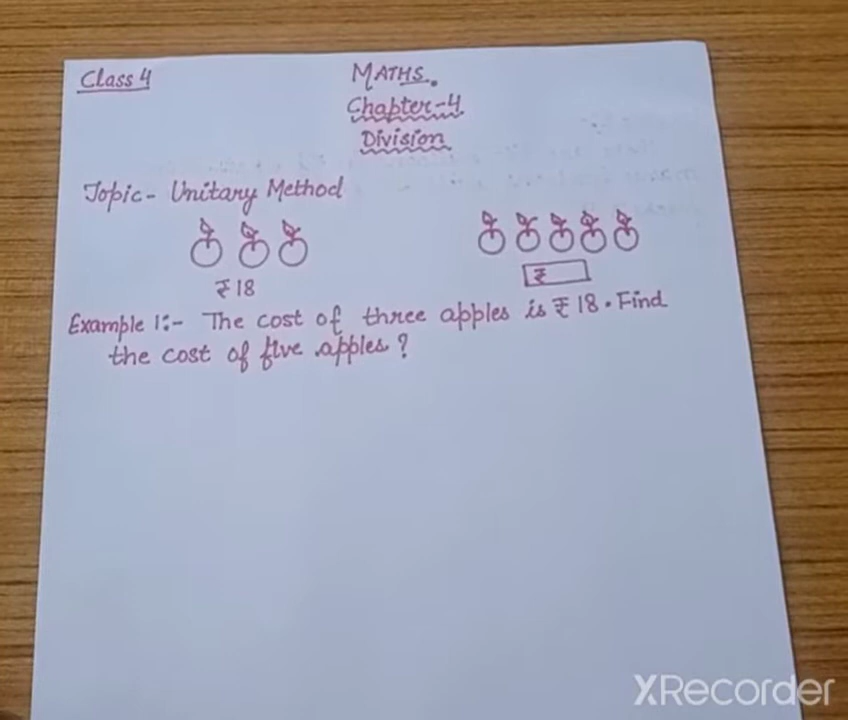 Class 4
MATHS.
Chapter-4
Division
Topic- Unitary Method
₹18
₹
Example 1:- The cost of three apples is ₹18. Find
the cost of five apples?
XRecorder